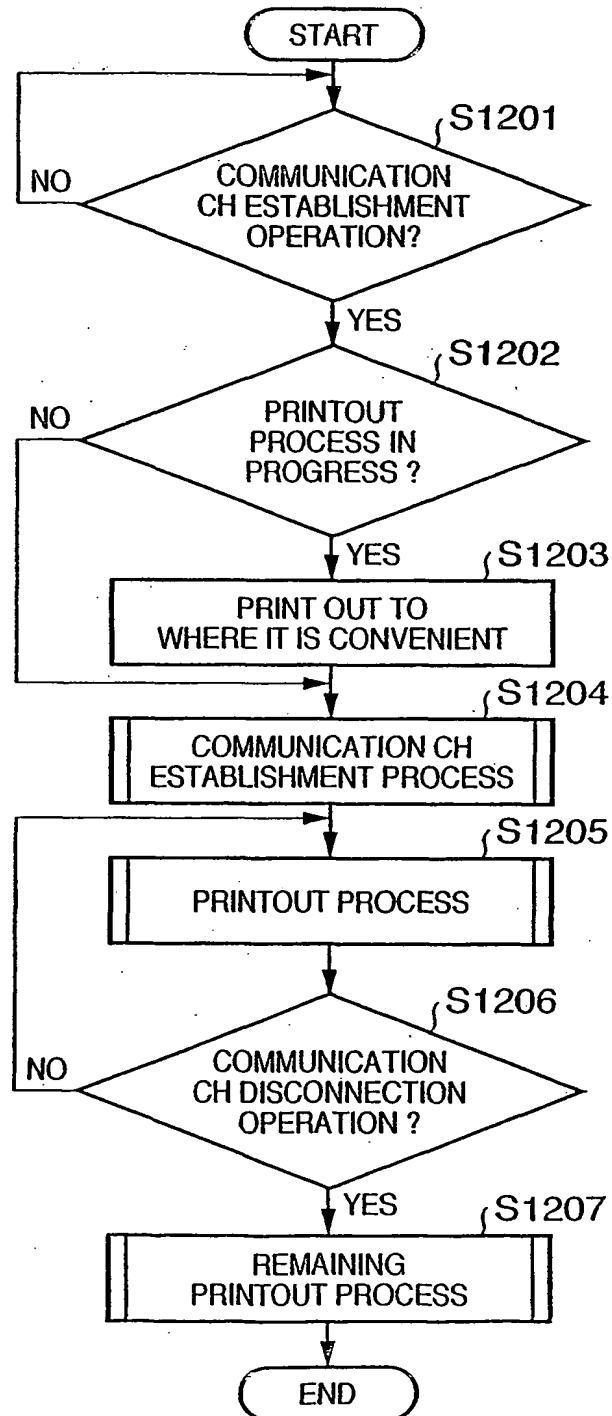 START
S1201
COMMUNICATION
CH ESTABLISHMENT
OPERATION?
NO
YES
S1202
PRINTOUT
PROCESS IN
PROGRESS ?
NO
YES
S1203
PRINT OUT TO
WHERE IT IS CONVENIENT
S1204
COMMUNICATION CH
ESTABLISHMENT PROCESS
S1205
PRINTOUT PROCESS
S1206
COMMUNICATION
CH DISCONNECTION
OPERATION ?
NO
YES
S1207
REMAINING
PRINTOUT PROCESS
END